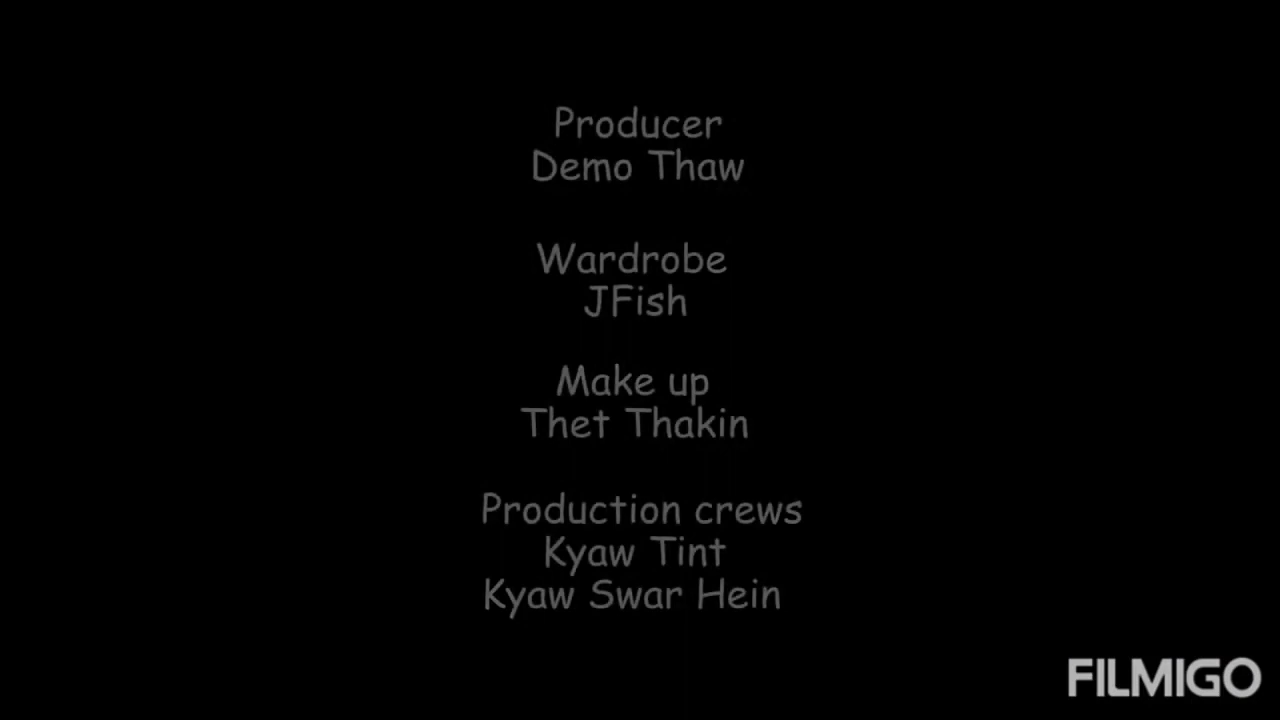 Producer
Demo Thaw
Wardrobe
JFish
Make up
Thet Thakin
Production crews
Kyaw Tint
Kyaw Swar Hein
FILMIGO